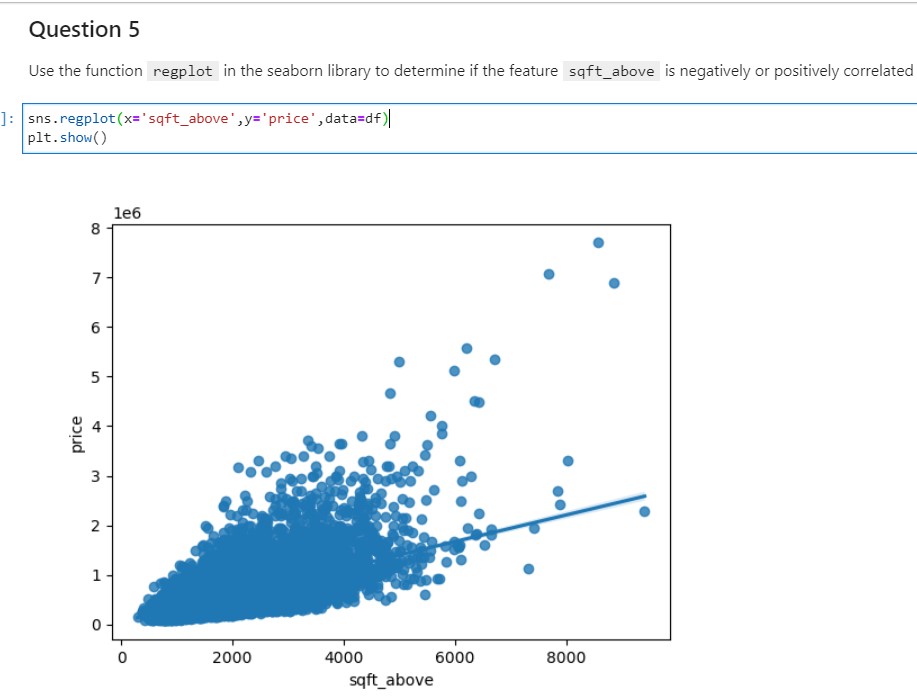 Question 5
Use the function regplot in the seaborn library to determine if the feature sqft_above is negatively or positively correlated
]: sns.regplot(x='sqft_above',y='price',data=df)
plt.show()
1e6
8
7
6
5
4
3
2
1
0
price
0 2000 4000 6000 8000
sqft_above